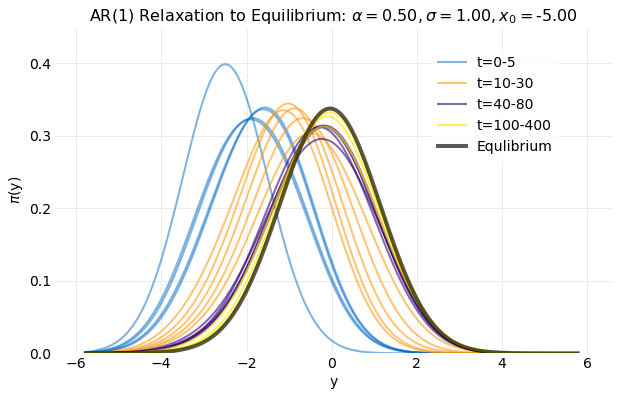 AR(1) Relaxation to Equilibrium: α = 0.50, σ = 1.00, x₀ = -5.00
π(y)
0.4
0.3
0.2
0.1
0.0
t=0-5
t=10-30
t=40-80
t=100-400
Equlibrium
−6 −4 −2 0 2 4 6
y